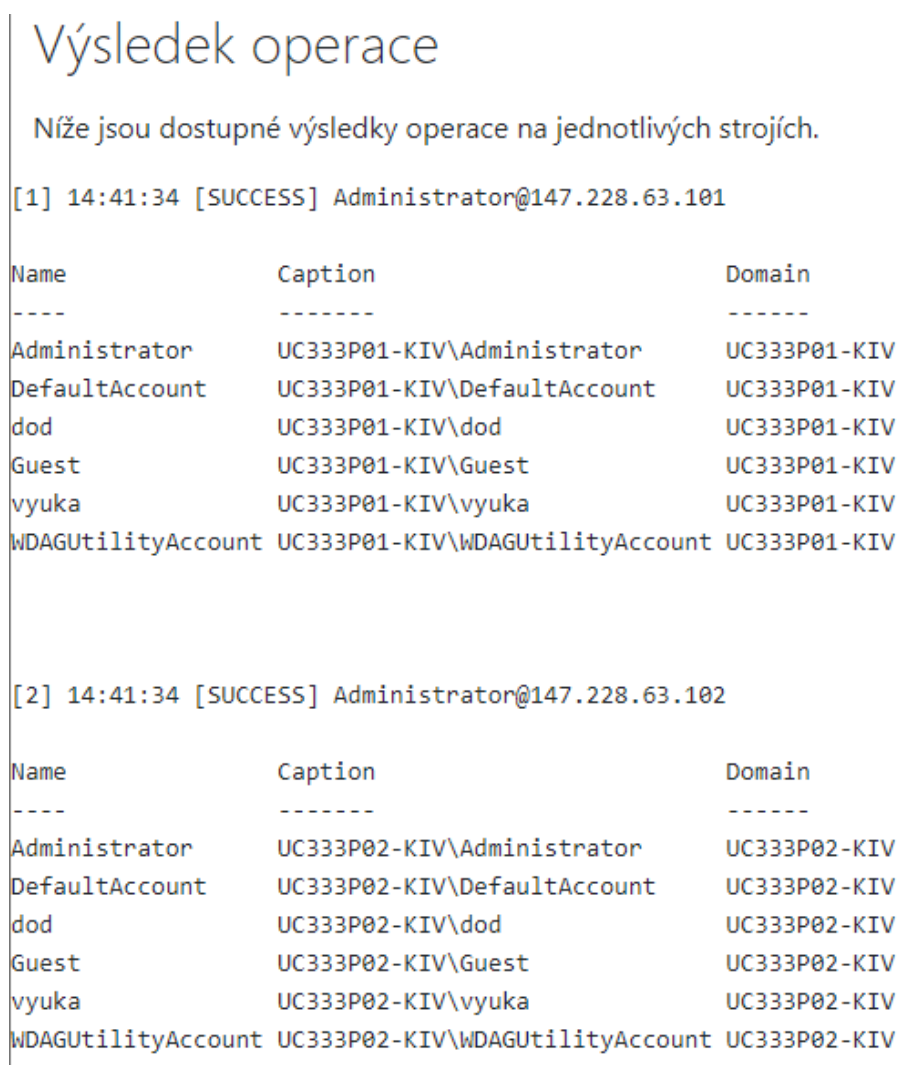 Výsledek operace
Níže jsou dostupné výsledky operace na jednotlivých strojích.
[1] 14:41:34 [SUCCESS] Administrator@147.228.63.101
Name Caption Domain
---- ------- ------
Administrator UC333P01-KIV\Administrator UC333P01-KIV
DefaultAccount UC333P01-KIV\DefaultAccount UC333P01-KIV
dod UC333P01-KIV\dod UC333P01-KIV
Guest UC333P01-KIV\Guest UC333P01-KIV
vyuka UC333P01-KIV\vyuka UC333P01-KIV
WDAGUtilityAccount UC333P01-KIV\WDAGUtilityAccount UC333P01-KIV
[2] 14:41:34 [SUCCESS] Administrator@147.228.63.102
Name Caption Domain
---- ------- ------
Administrator UC333P02-KIV\Administrator UC333P02-KIV
DefaultAccount UC333P02-KIV\DefaultAccount UC333P02-KIV
dod UC333P02-KIV\dod UC333P02-KIV
Guest UC333P02-KIV\Guest UC333P02-KIV
vyuka UC333P02-KIV\vyuka UC333P02-KIV
WDAGUtilityAccount UC333P02-KIV\WDAGUtilityAccount UC333P02-KIV